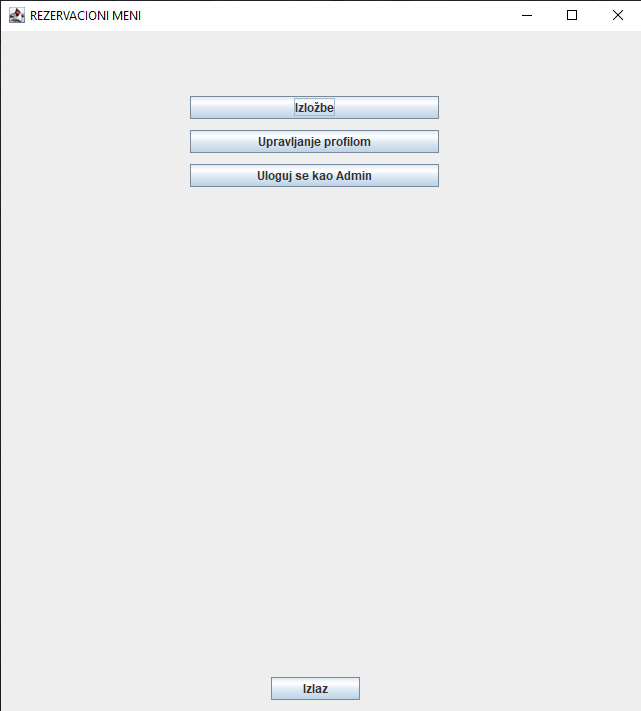 REZERVACIONI MENI
Izložbe
Upravljanje profilom
Uloguj se kao Admin
Izlaz